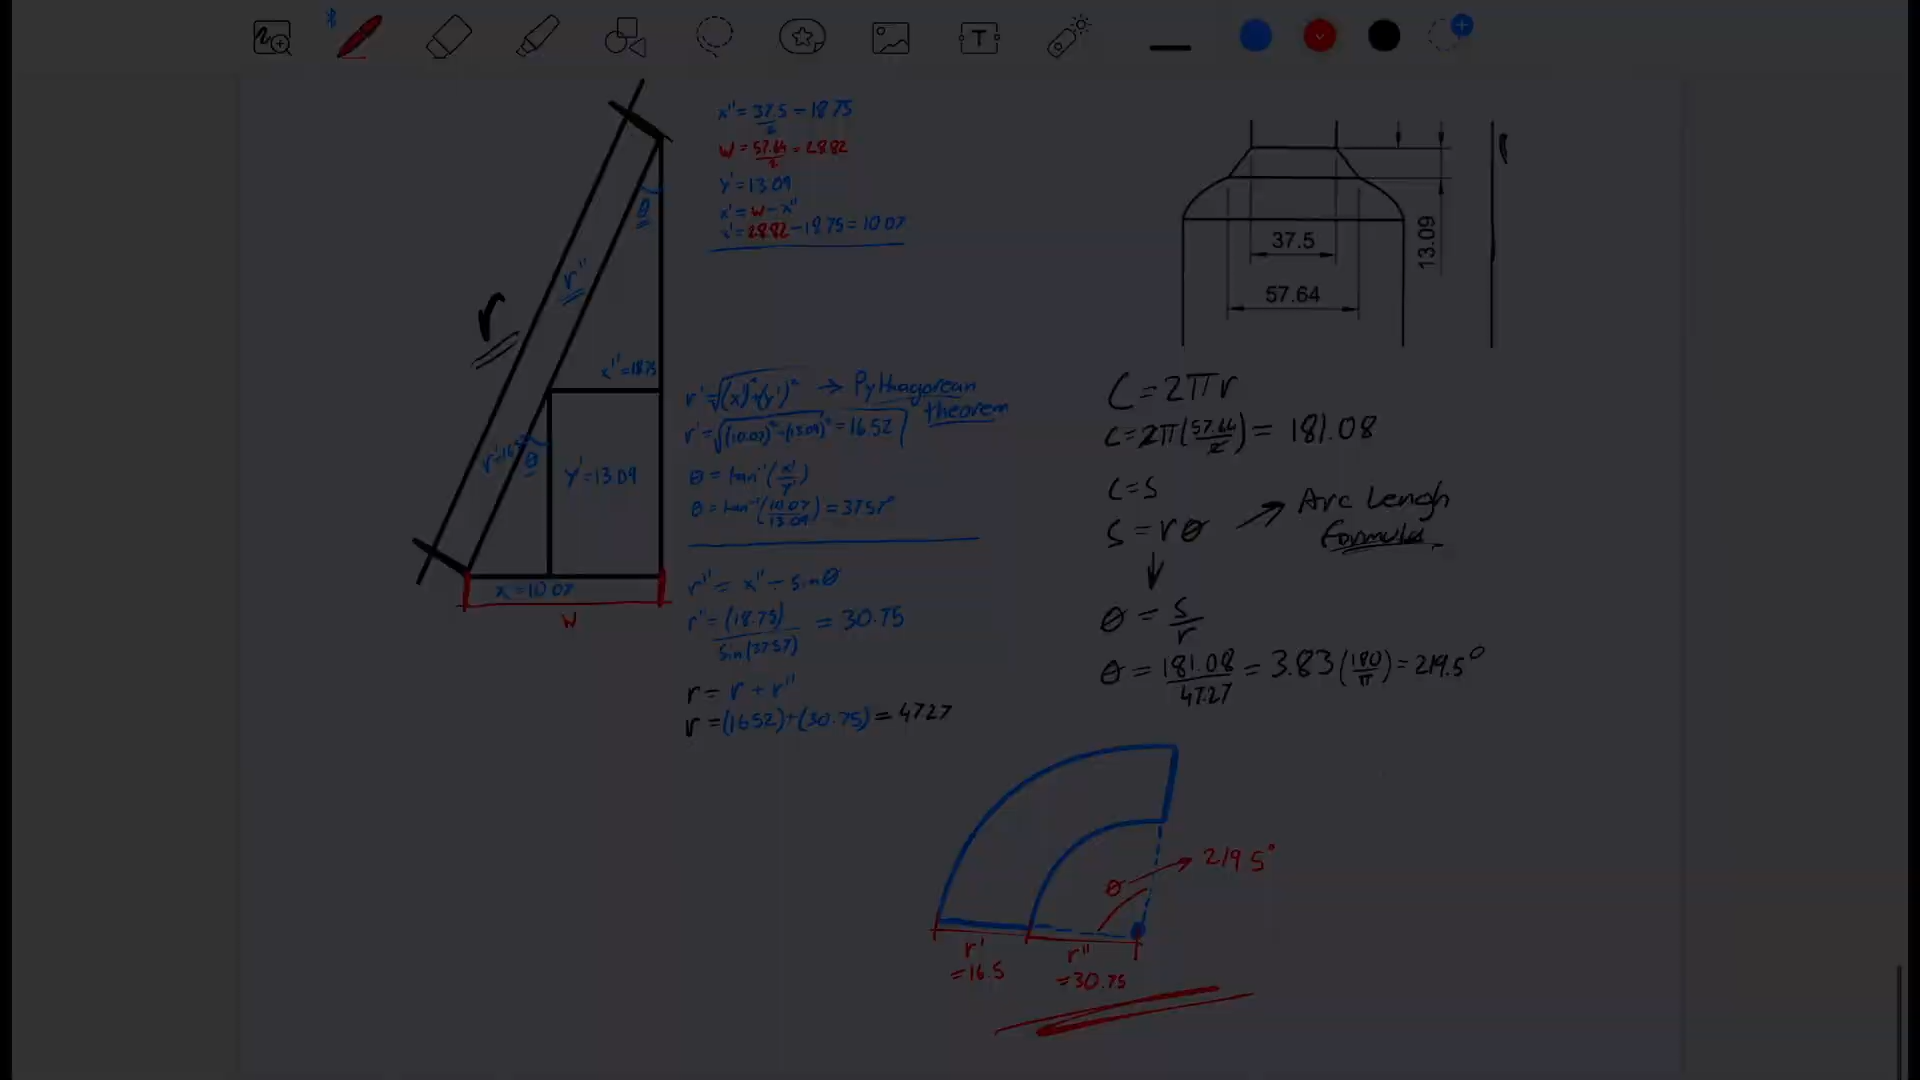 x''=37.5/2=18.75
W=57.64/2=28.82
y'=13.09
x'=W-x''
x'=28.82-18.75=10.07
θ
r''
r
x''=18.75
θ
y'=13.09
x=10.07
W
r'=√(x')²+(y')² → Pythagorean
theorem
r'=√(10.07)²+(13.09)²=16.52
θ=tan⁻¹(x'/y')
θ=tan⁻¹(10.07/13.09)=37.57°
r''=x''÷sinθ
r''=(18.75)/sin(37.57)=30.75
r=r'+r''
r=(16.52)+(30.75)=47.27
37.5
57.64
13.09
C=2πr
C=2π(57.64/2)=181.08
C=S
S=rθ → Arc Lengh
Formula
θ=S/r
θ=181.08/47.27=3.83(180/π)=219.5°
θ → 219.5°
r'
=16.5
r''
=30.75
T